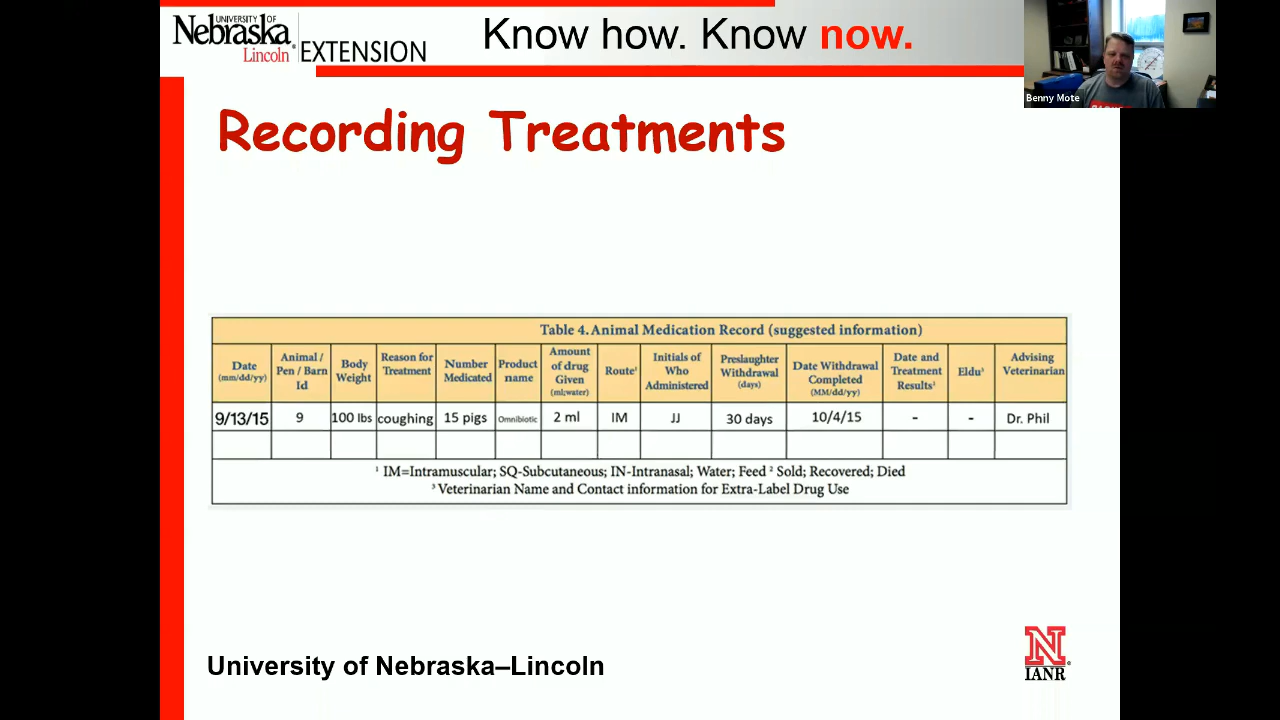 UNIVERSITY OF
Nebraska
Lincoln® EXTENSION
Know how. Know now.
Benny Mote
Recording Treatments
Table 4. Animal Medication Record (suggested information)
Date (mm/dd/yy) Animal / Pen / Barn Id Body Weight Reason for Treatment Number Medicated Product name Amount of drug Given (ml;water) Route¹ Initials of Who Administered Preslaughter Withdrawal (days) Date Withdrawal Completed (MM/dd/yy) Date and Treatment Results² Eldu³ Advising Veterinarian
9/13/15 9 100 lbs coughing 15 pigs Omnibiotic 2 ml IM JJ 30 days 10/4/15 - - Dr. Phil
¹ IM=Intramuscular; SQ-Subcutaneous; IN-Intranasal; Water; Feed ² Sold; Recovered; Died
³ Veterinarian Name and Contact information for Extra-Label Drug Use
University of Nebraska–Lincoln
N
IANR®